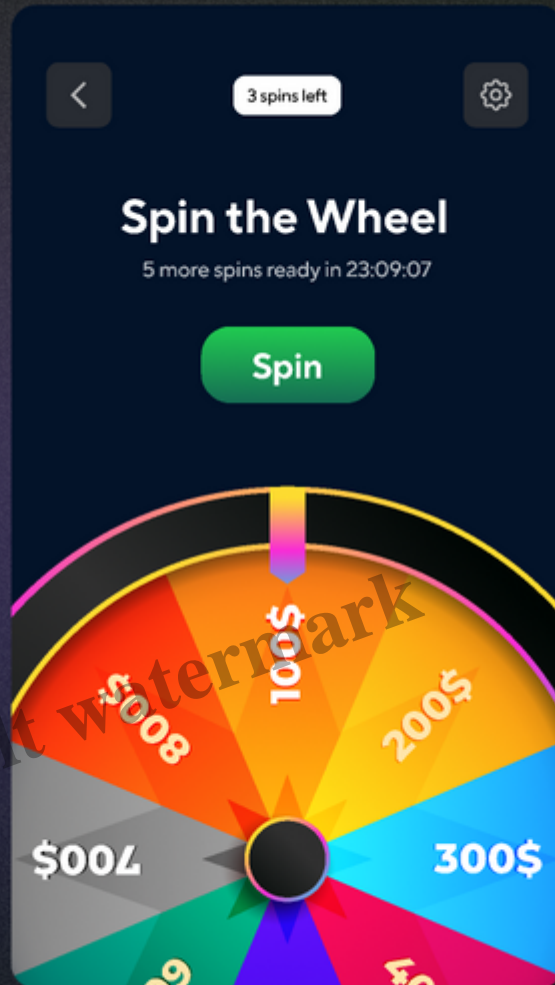 3 spins left
Spin the Wheel
5 more spins ready in 23:09:07
Spin
100$
800$
200$
700$
300$
watermark